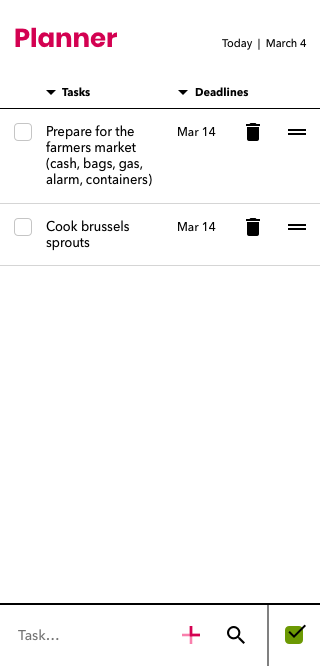 Planner
Today | March 4
Tasks
Deadlines
Prepare for the
farmers market
(cash, bags, gas,
alarm, containers)
Mar 14
Cook brussels
sprouts
Mar 14
Task...